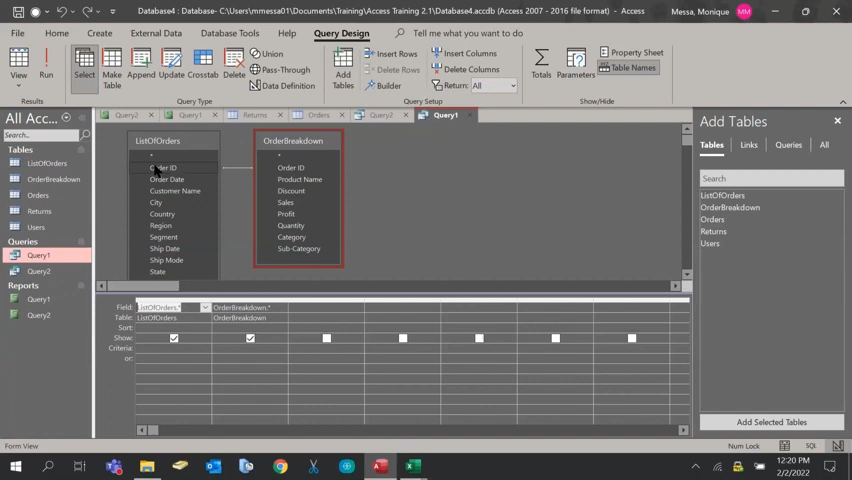 Database4 : Database- C:\Users\mmessa01\Documents\Training\Access Training 2.1\Database4.accdb (Access 2007 - 2016 file format) - Access
Messa, Monique
MM
File Home Create External Data Database Tools Help Query Design Tell me what you want to do
View
Run
Results
Select
Make Table
Append
Update
Crosstab
Delete
Union
Pass-Through
Data Definition
Query Type
Add Tables
Insert Rows
Delete Rows
Builder
Insert Columns
Delete Columns
Return: All
Query Setup
Totals
Parameters
Property Sheet
Table Names
Show/Hide
All Acc...
Search...
Tables
ListOfOrders
OrderBreakdown
Orders
Returns
Users
Queries
Query1
Query2
Reports
Query1
Query2
Query2 Query1 Returns Orders Query2 Query1
ListOfOrders
*
Order ID
Order Date
Customer Name
City
Country
Region
Segment
Ship Date
Ship Mode
State
OrderBreakdown
*
Order ID
Product Name
Discount
Sales
Profit
Quantity
Category
Sub-Category
Field: ListOfOrders.* OrderBreakdown.*
Table: ListOfOrders OrderBreakdown
Sort:
Show:
Criteria:
or:
Add Tables
Tables Links Queries All
Search
ListOfOrders
OrderBreakdown
Orders
Returns
Users
Add Selected Tables
Form View
Num Lock
SQL
12:20 PM
2/2/2022